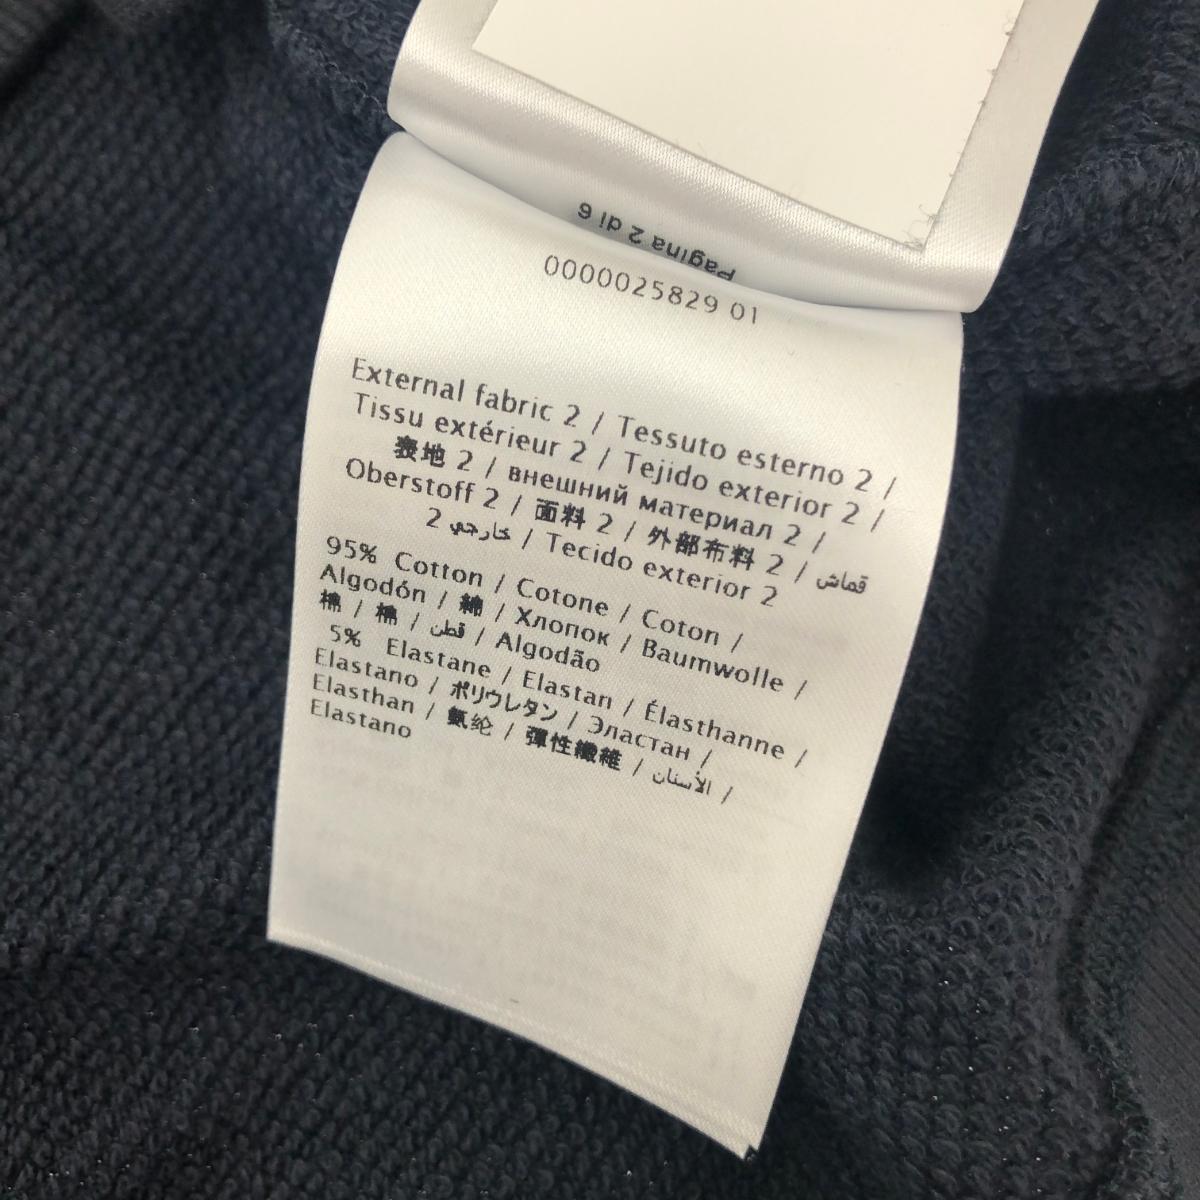 Pagina 2 di 6
0000025829 01
External fabric 2 / Tessuto esterno 2 /
Tissu extérieur 2 / Tejido exterior 2 /
表地 2 / внешний материал 2 /
Oberstoff 2 / 面料 2 / 外部布料 2 / قماش
خارجي 2 / Tecido exterior 2
95% Cotton / Cotone / Coton /
Algodón / 綿 / Хлопок / Baumwolle /
棉 / 棉 / قطن / Algodão
5% Elastane / Elastan / Élasthanne /
Elastano / ポリウレタン / Эластан /
Elasthan / 氨纶 / 彈性纖維 / الأستان /
Elastano